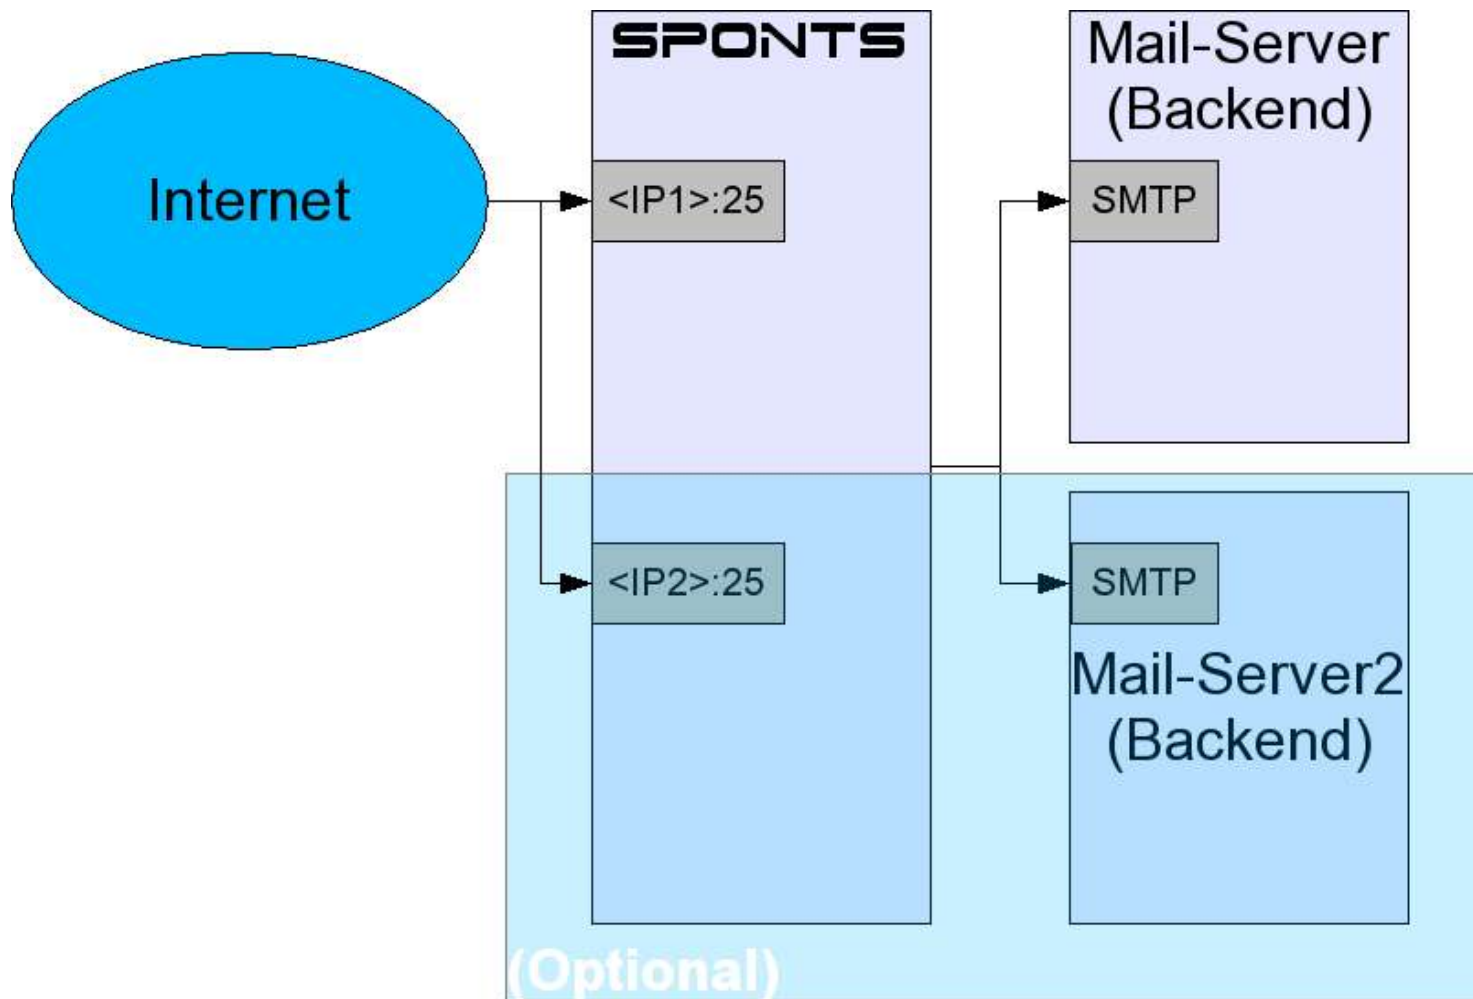 SPONTS
Mail-Server
(Backend)
Internet
<IP1>:25
SMTP
<IP2>:25
SMTP
Mail-Server2
(Backend)
(Optional)